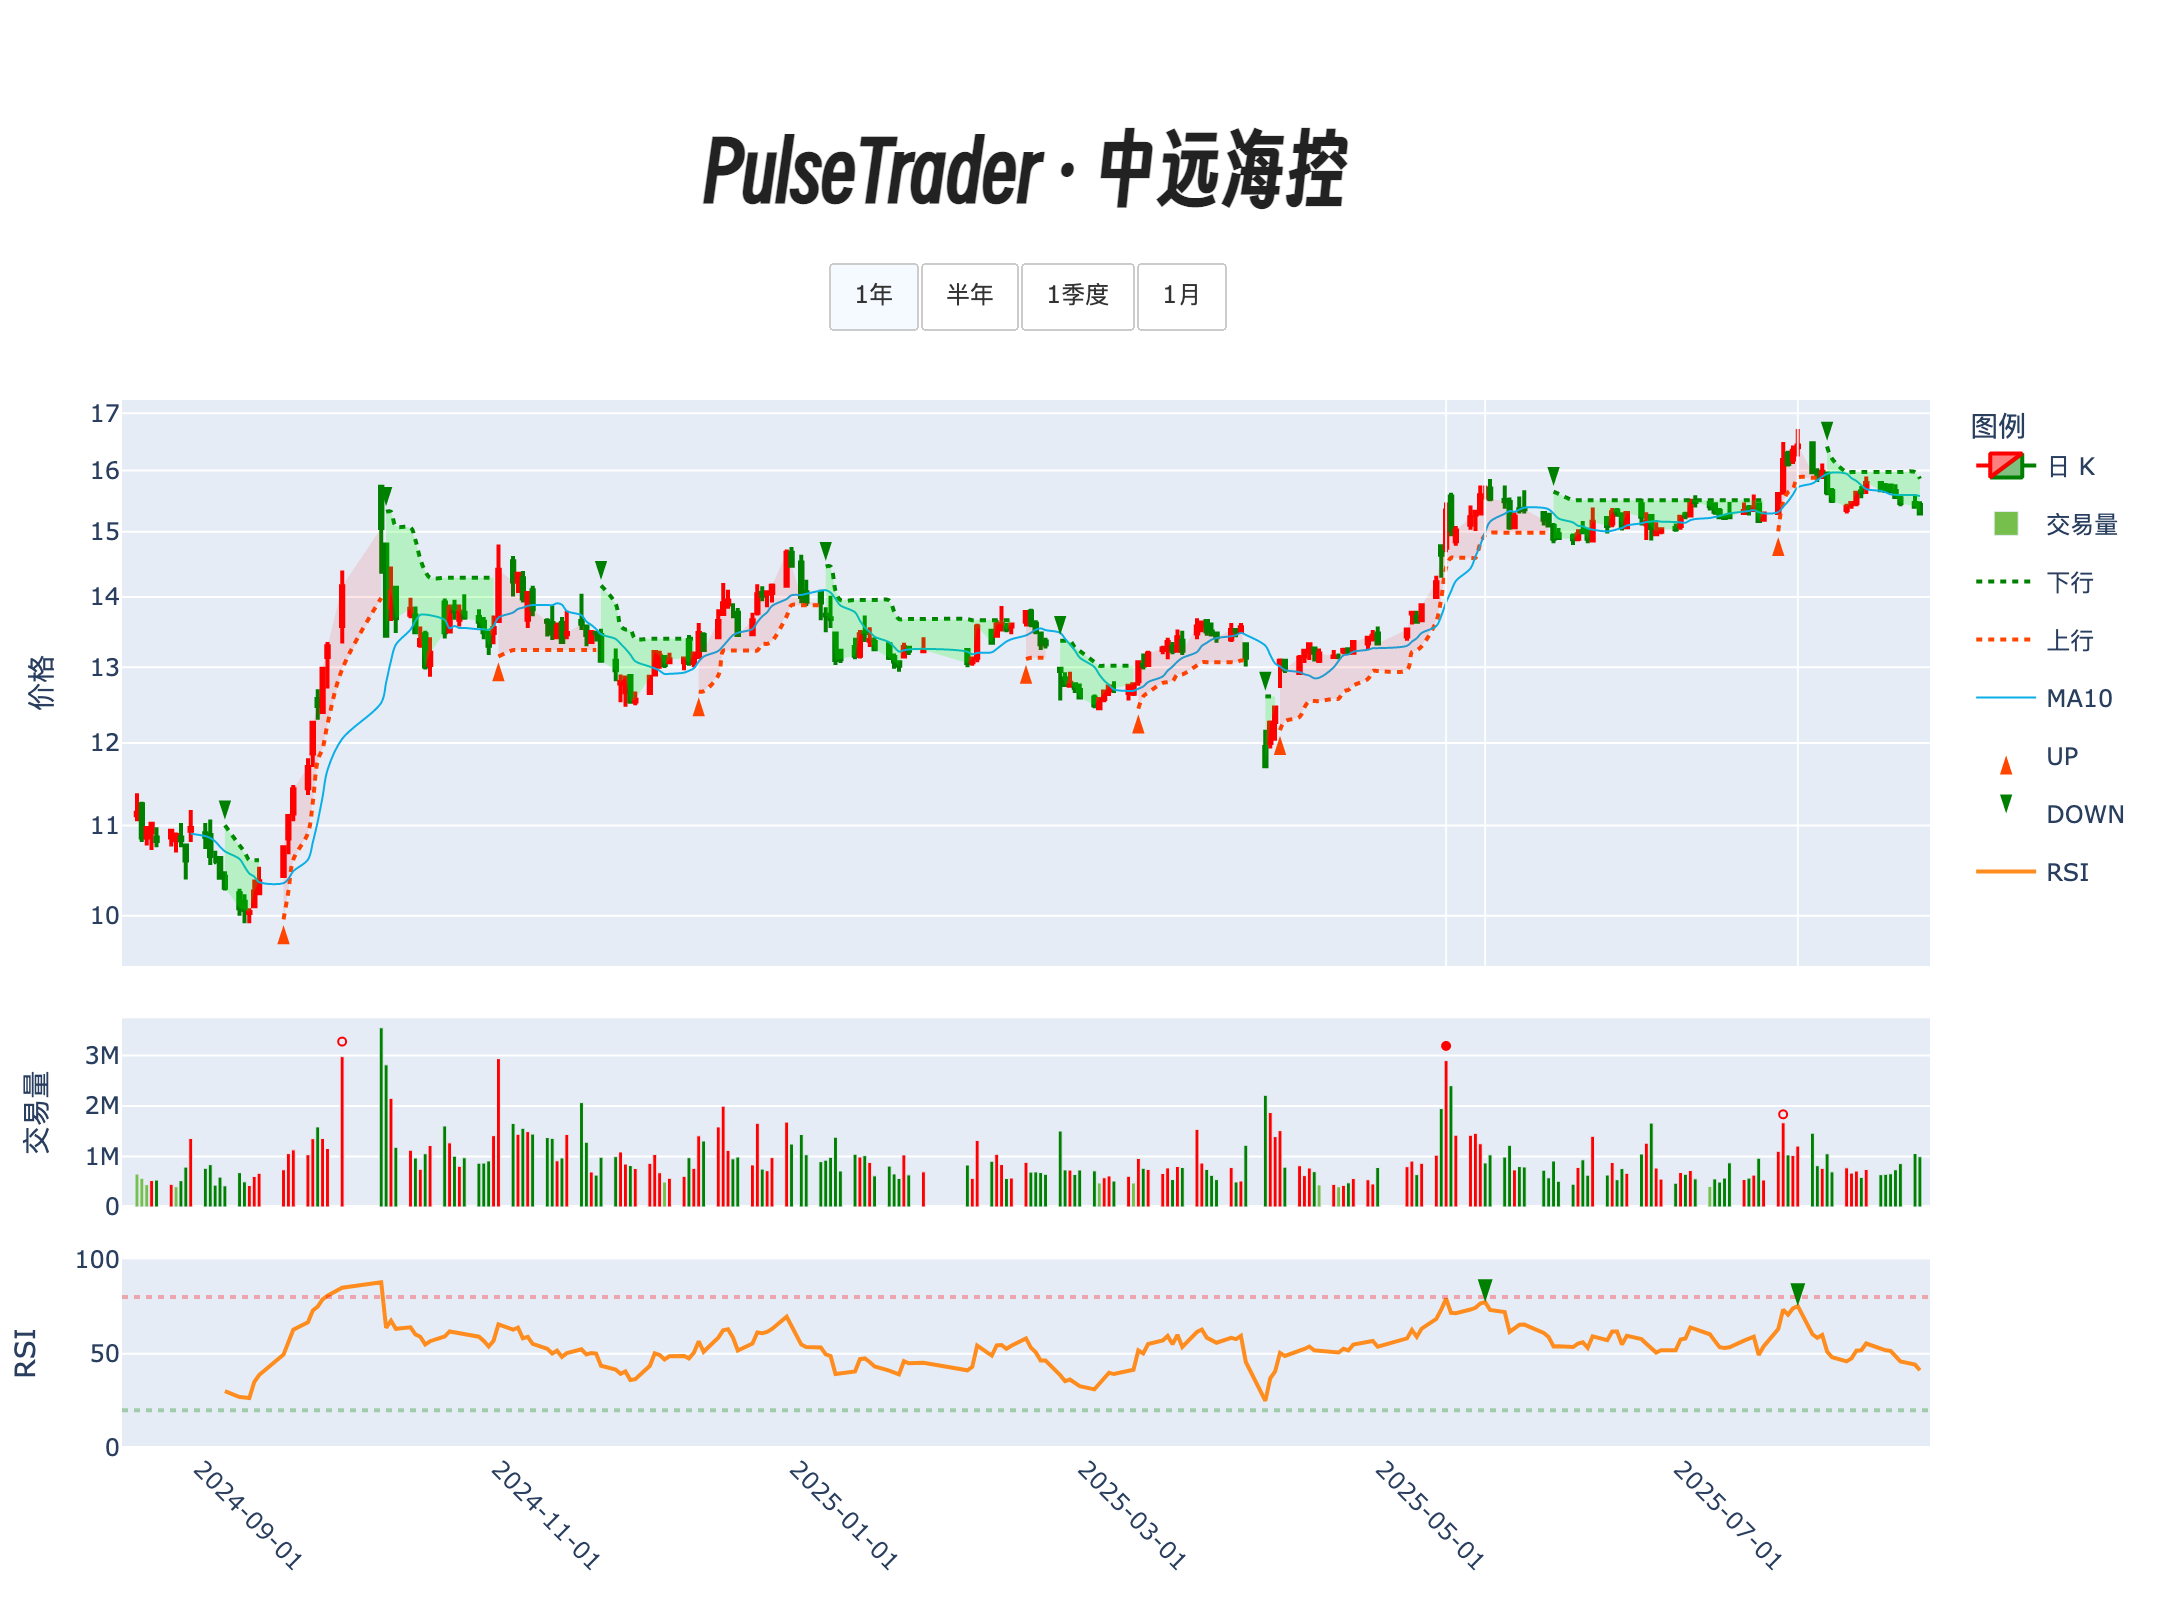 PulseTrader · 中远海控
1年 半年 1季度 1月
图例
日 K
交易量
下行
上行
MA10
UP
DOWN
RSI
价格
17
16
15
14
13
12
11
10
交易量
3M
2M
1M
0
RSI
100
50
0
2024-09-01
2024-11-01
2025-01-01
2025-03-01
2025-05-01
2025-07-01